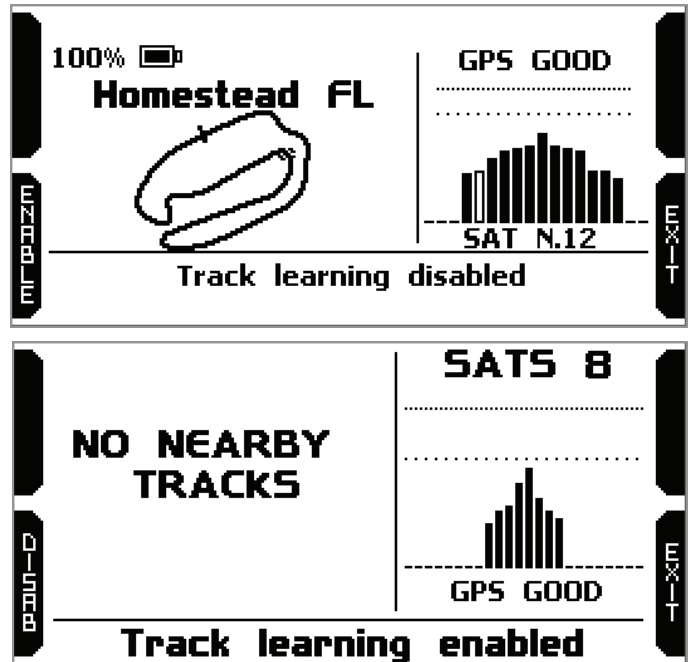 100%
GPS GOOD
Homestead FL
ENABLE
EXIT
SAT N.12
Track learning disabled
SATS 8
NO NEARBY
TRACKS
DISAB
EXIT
GPS GOOD
Track learning enabled